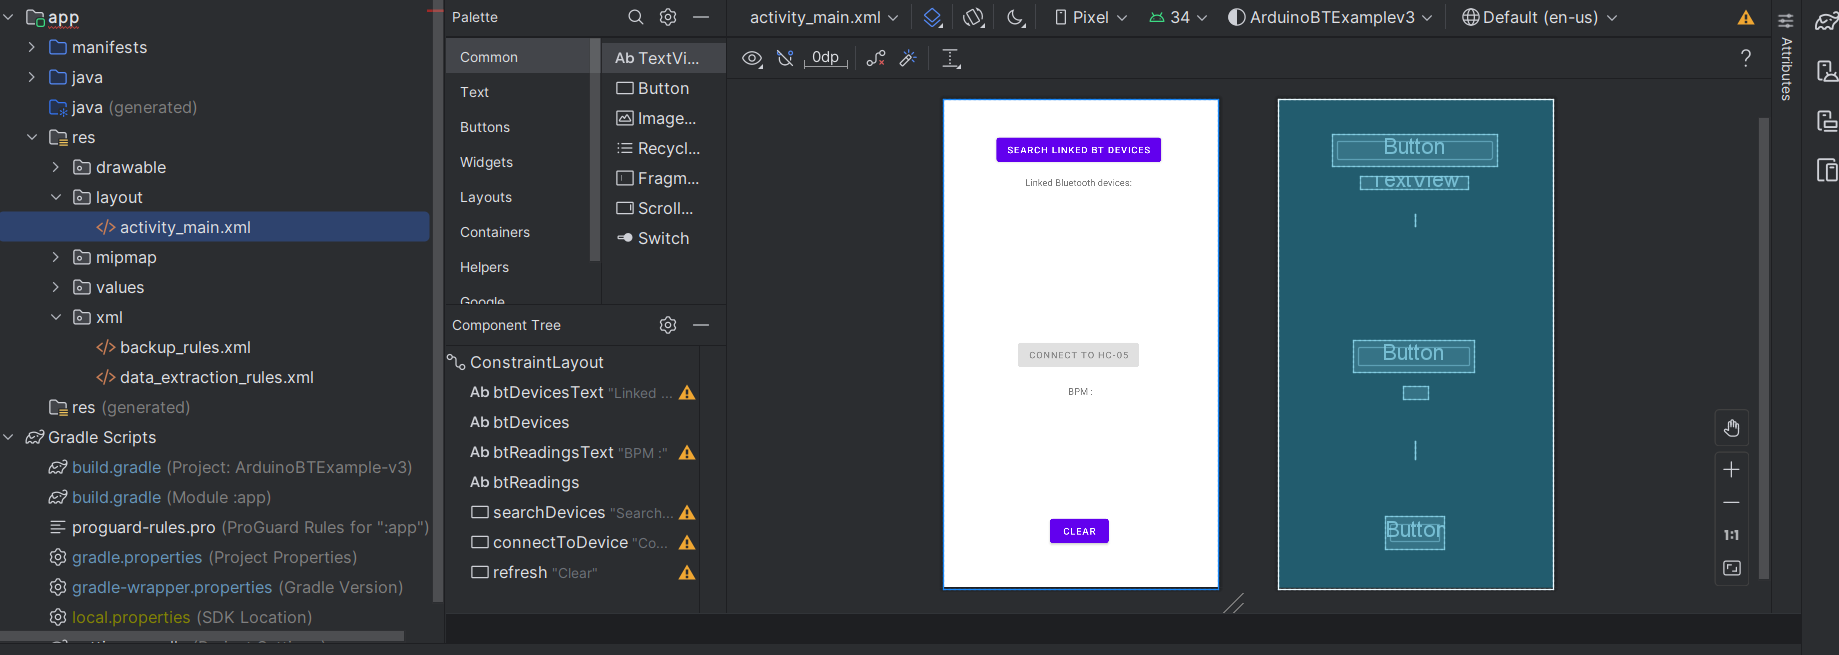 app
manifests
java
java (generated)
res
drawable
layout
activity_main.xml
mipmap
values
xml
backup_rules.xml
data_extraction_rules.xml
res (generated)
Gradle Scripts
build.gradle (Project: ArduinoBTExample-v3)
build.gradle (Module :app)
proguard-rules.pro (ProGuard Rules for ":app")
gradle.properties (Project Properties)
gradle-wrapper.properties (Gradle Version)
local.properties (SDK Location)
Palette
Common
Text
Buttons
Widgets
Layouts
Containers
Helpers
Google
Ab TextVi...
Button
Image...
Recycl...
Fragm...
Scroll...
Switch
Component Tree
ConstraintLayout
Ab btDevicesText "Linked ...
Ab btDevices
Ab btReadingsText "BPM :"
Ab btReadings
searchDevices "Search...
connectToDevice "Co...
refresh "Clear"
activity_main.xml
Pixel
34
ArduinoBTExamplev3
Default (en-us)
0dp
?
SEARCH LINKED BT DEVICES
Linked Bluetooth devices:
CONNECT TO HC-05
BPM :
CLEAR
Button
TextView
Button
Button
1:1
Attributes